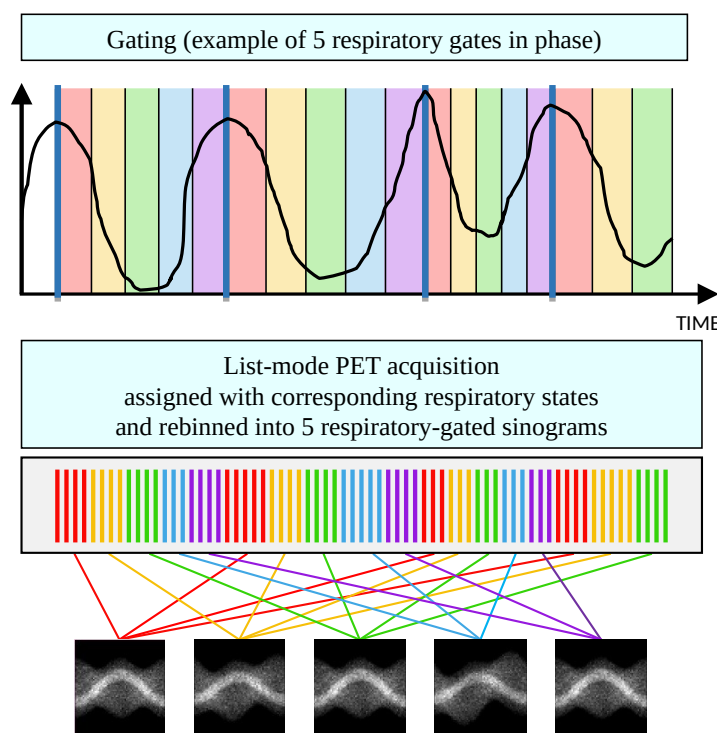 Gating (example of 5 respiratory gates in phase)
TIME
List-mode PET acquisition
assigned with corresponding respiratory states
and rebinned into 5 respiratory-gated sinograms